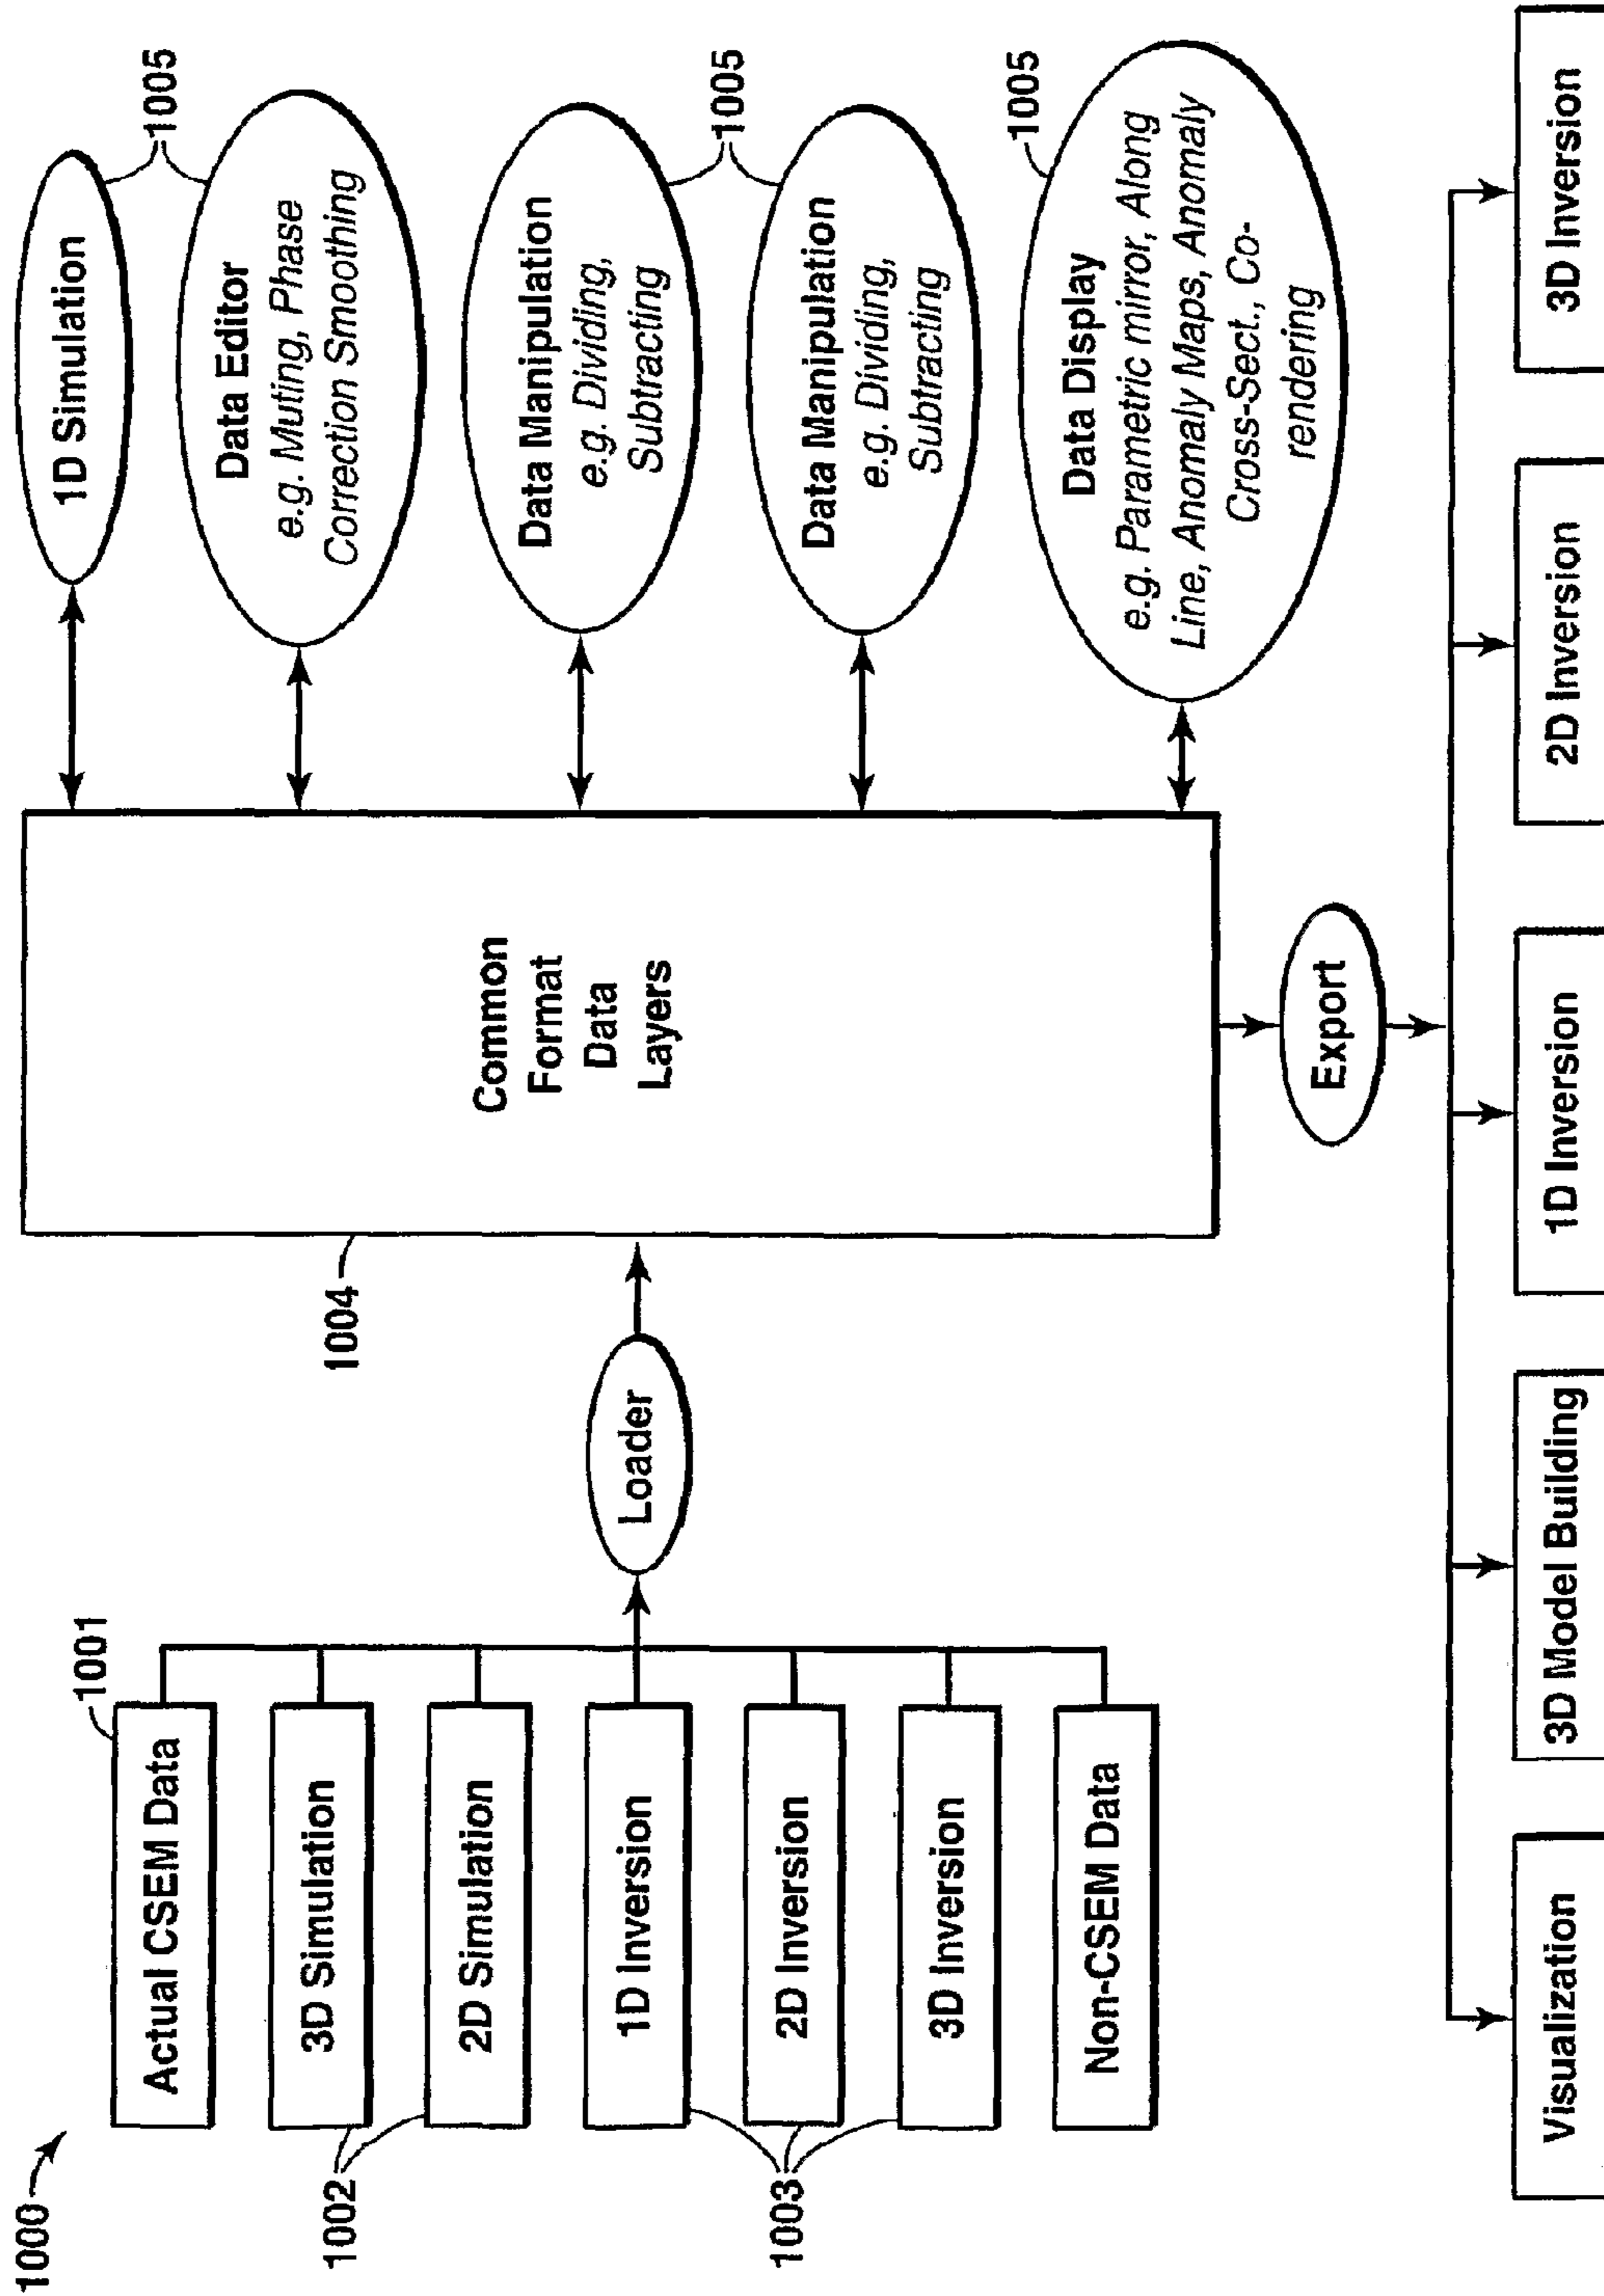 1000
1001
Actual CSEM Data
3D Simulation
2D Simulation
1002
1D Inversion
2D Inversion
3D Inversion
1003
Non-CSEM Data
Loader
1004
Common
Format
Data
Layers
1D Simulation
1005
Data Editor
e.g. Muting, Phase
Correction Smoothing
Data Manipulation
e.g. Dividing,
Subtracting
1005
Data Manipulation
e.g. Dividing,
Subtracting
1005
Data Display
e.g. Parametric mirror, Along
Line, Anomaly Maps, Anomaly
Cross-Sect., Co-
rendering
Export
Visualization
3D Model Building
1D Inversion
2D Inversion
3D Inversion